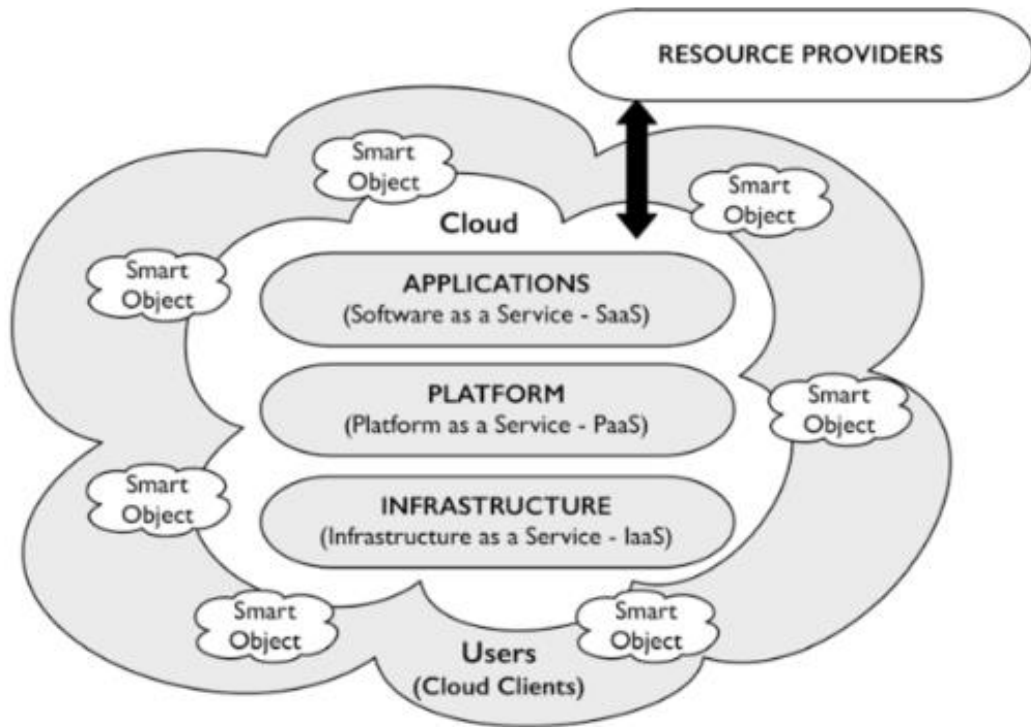 RESOURCE PROVIDERS
Smart
Object
Smart
Object
Cloud
Smart
Object
APPLICATIONS
(Software as a Service - SaaS)
PLATFORM
(Platform as a Service - PaaS)
Smart
Object
Smart
Object
INFRASTRUCTURE
(Infrastructure as a Service - IaaS)
Smart
Object
Smart
Object
Users
(Cloud Clients)